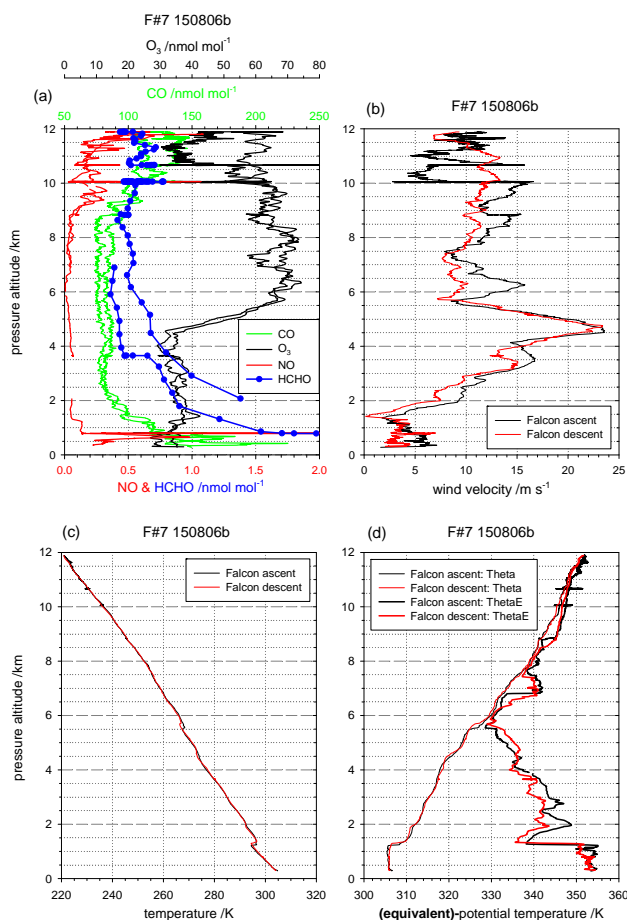 F#7 150806b
O3 /nmol mol-1
0 10 20 30 40 50 60 70 80
(a)
CO /nmol mol-1
50 100 150 200 250
12
10
8
6
4
2
0
pressure altitude /km
CO
O3
NO
HCHO
0.0 0.5 1.0 1.5 2.0
NO & HCHO /nmol mol-1
(b)
F#7 150806b
12
10
8
6
4
2
0
Falcon ascent
Falcon descent
0 5 10 15 20 25
wind velocity /m s-1
(c)
F#7 150806b
12
10
8
6
4
2
0
pressure altitude /km
Falcon ascent
Falcon descent
220 240 260 280 300 320
temperature /K
(d)
F#7 150806b
12
10
8
6
4
2
0
Falcon ascent: Theta
Falcon descent: Theta
Falcon ascent: ThetaE
Falcon descent: ThetaE
300 310 320 330 340 350 360
(equivalent)-potential temperature /K